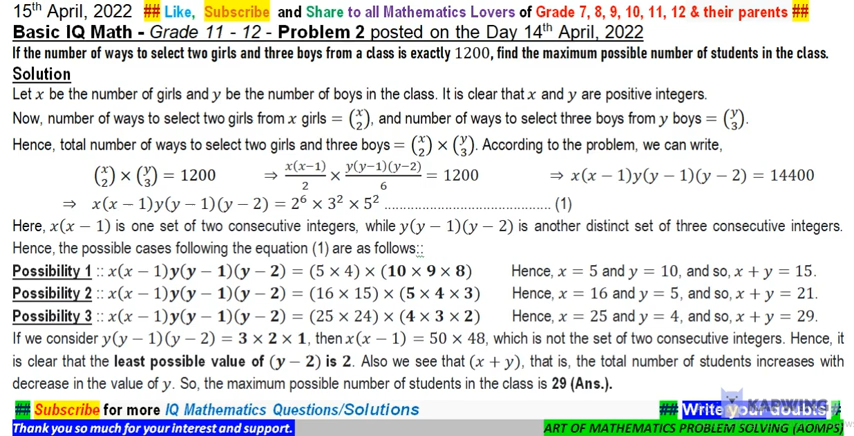 15th April, 2022 ## Like, Subscribe and Share to all Mathematics Lovers of Grade 7, 8, 9, 10, 11, 12 & their parents ##
Basic IQ Math - Grade 11 - 12 - Problem 2 posted on the Day 14th April, 2022
If the number of ways to select two girls and three boys from a class is exactly 1200, find the maximum possible number of students in the class.
Solution
Let x be the number of girls and y be the number of boys in the class. It is clear that x and y are positive integers.
Now, number of ways to select two girls from x girls = (x 2), and number of ways to select three boys from y boys = (y 3).
Hence, total number of ways to select two girls and three boys = (x 2) × (y 3). According to the problem, we can write,
(x 2) × (y 3) = 1200 ⇒ x(x−1)/2 × y(y−1)(y−2)/6 = 1200 ⇒ x(x − 1)y(y − 1)(y − 2) = 14400
⇒ x(x − 1)y(y − 1)(y − 2) = 2⁶ × 3² × 5² ............................................. (1)
Here, x(x − 1) is one set of two consecutive integers, while y(y − 1)(y − 2) is another distinct set of three consecutive integers.
Hence, the possible cases following the equation (1) are as follows::
Possibility 1 :: x(x − 1)y(y − 1)(y − 2) = (5 × 4) × (10 × 9 × 8) Hence, x = 5 and y = 10, and so, x + y = 15.
Possibility 2 :: x(x − 1)y(y − 1)(y − 2) = (16 × 15) × (5 × 4 × 3) Hence, x = 16 and y = 5, and so, x + y = 21.
Possibility 3 :: x(x − 1)y(y − 1)(y − 2) = (25 × 24) × (4 × 3 × 2) Hence, x = 25 and y = 4, and so, x + y = 29.
If we consider y(y − 1)(y − 2) = 3 × 2 × 1, then x(x − 1) = 50 × 48, which is not the set of two consecutive integers. Hence, it
is clear that the least possible value of (y − 2) is 2. Also we see that (x + y), that is, the total number of students increases with
decrease in the value of y. So, the maximum possible number of students in the class is 29 (Ans.).
## Subscribe for more IQ Mathematics Questions/Solutions ## Write your doubts #
KAPWING
Thank you so much for your interest and support. ART OF MATHEMATICS PROBLEM SOLVING (AOMPS)